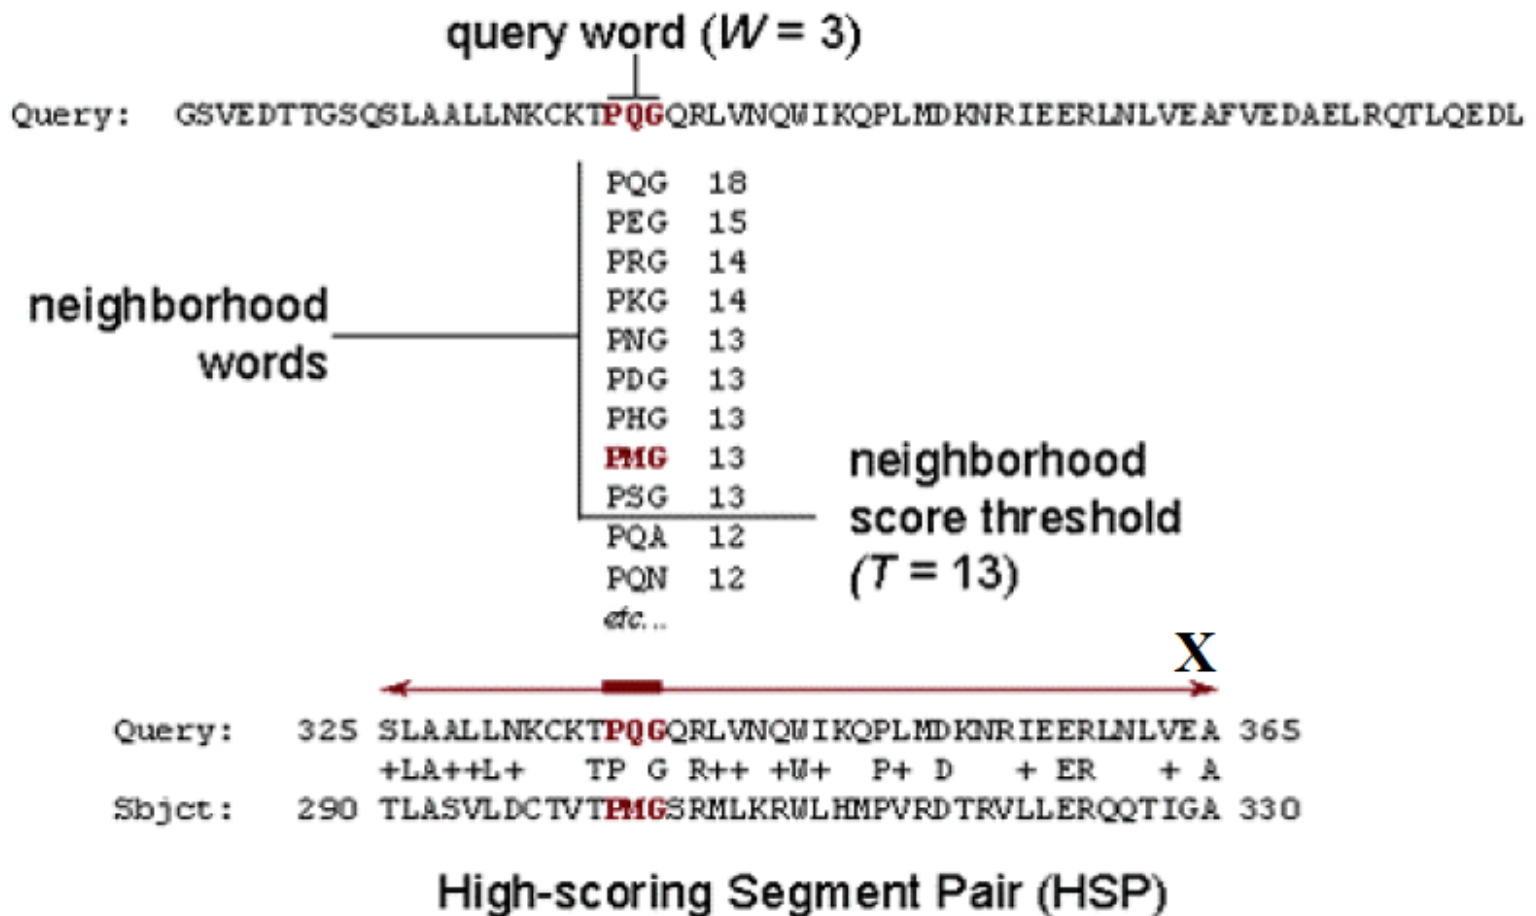 query word (W = 3)
Query: GSVEDTTGSQSLAALLNKCKTPQGQRLVNQWIKQPLMDKNRIEERLNLVEAFVEDAELRQTLQEDL
PQG 18
PEG 15
PRG 14
PKG 14
PNG 13
PDG 13
PHG 13
PMG 13
PSG 13
PQA 12
PQN 12
etc...
neighborhood
words
neighborhood
score threshold
(T = 13)
X
Query: 325 SLAALLNKCKTPQGQRLVNQWIKQPLMDKNRIEERLNLVEA 365
+LA++L+ TP G R++ +W+ P+ D + ER + A
Sbjct: 290 TLASVLDCTVTPMGSRMLKRWLHMPVRDTRVLLERQQTIGA 330
High-scoring Segment Pair (HSP)